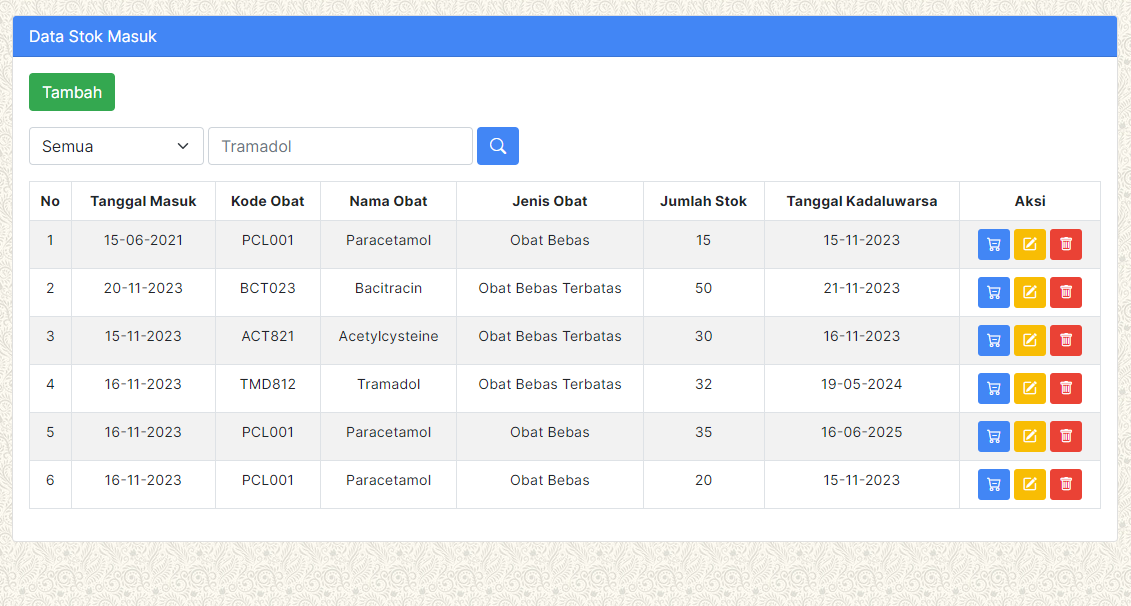 Data Stok Masuk
Tambah
Semua Tramadol
No Tanggal Masuk Kode Obat Nama Obat Jenis Obat Jumlah Stok Tanggal Kadaluwarsa Aksi
1 15-06-2021 PCL001 Paracetamol Obat Bebas 15 15-11-2023
2 20-11-2023 BCT023 Bacitracin Obat Bebas Terbatas 50 21-11-2023
3 15-11-2023 ACT821 Acetylcysteine Obat Bebas Terbatas 30 16-11-2023
4 16-11-2023 TMD812 Tramadol Obat Bebas Terbatas 32 19-05-2024
5 16-11-2023 PCL001 Paracetamol Obat Bebas 35 16-06-2025
6 16-11-2023 PCL001 Paracetamol Obat Bebas 20 15-11-2023